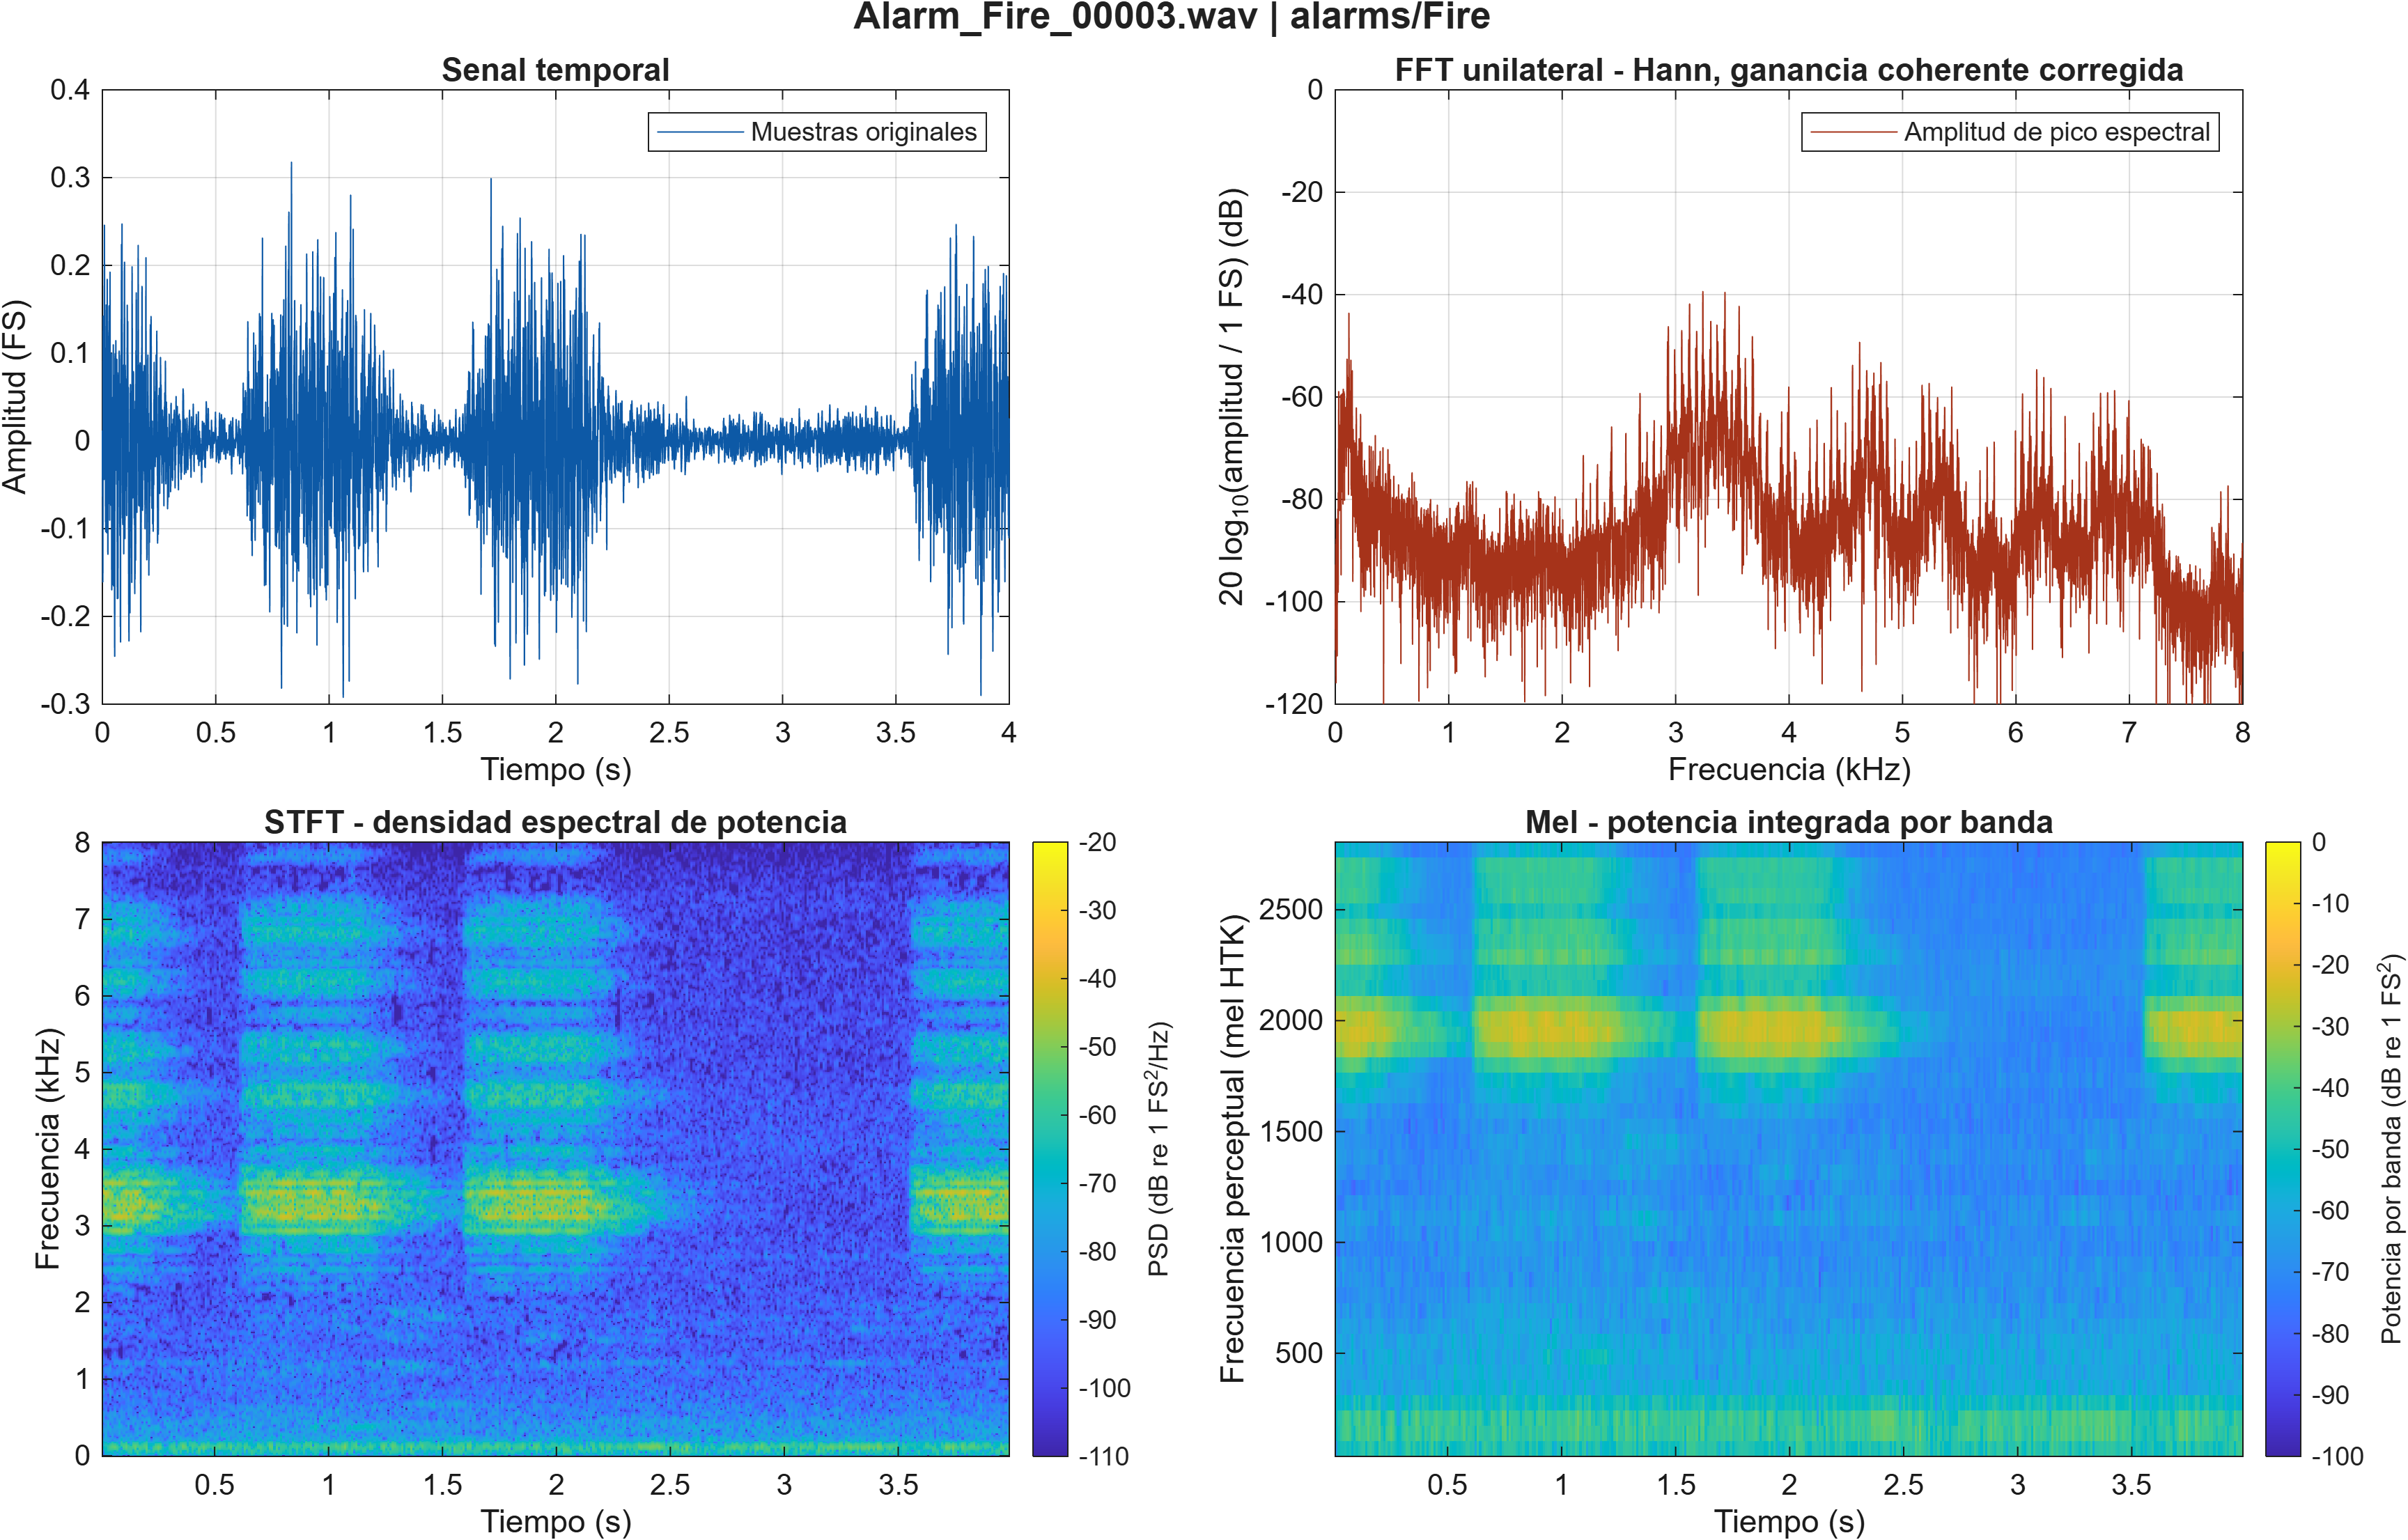 Alarm_Fire_00003.wav | alarms/Fire
Senal temporal
0.4
0.3
0.2
0.1
0
-0.1
-0.2
-0.3
Amplitud (FS)
Muestras originales
0 0.5 1 1.5 2 2.5 3 3.5 4
Tiempo (s)
FFT unilateral - Hann, ganancia coherente corregida
0
-20
-40
-60
-80
-100
-120
20 log10(amplitud / 1 FS) (dB)
Amplitud de pico espectral
0 1 2 3 4 5 6 7 8
Frecuencia (kHz)
STFT - densidad espectral de potencia
8
7
6
5
4
3
2
1
0
Frecuencia (kHz)
0.5 1 1.5 2 2.5 3 3.5
Tiempo (s)
-20
-30
-40
-50
-60
-70
-80
-90
-100
-110
PSD (dB re 1 FS²/Hz)
Mel - potencia integrada por banda
2500
2000
1500
1000
500
Frecuencia perceptual (mel HTK)
0.5 1 1.5 2 2.5 3 3.5
Tiempo (s)
0
-10
-20
-30
-40
-50
-60
-70
-80
-90
-100
Potencia por banda (dB re 1 FS²)